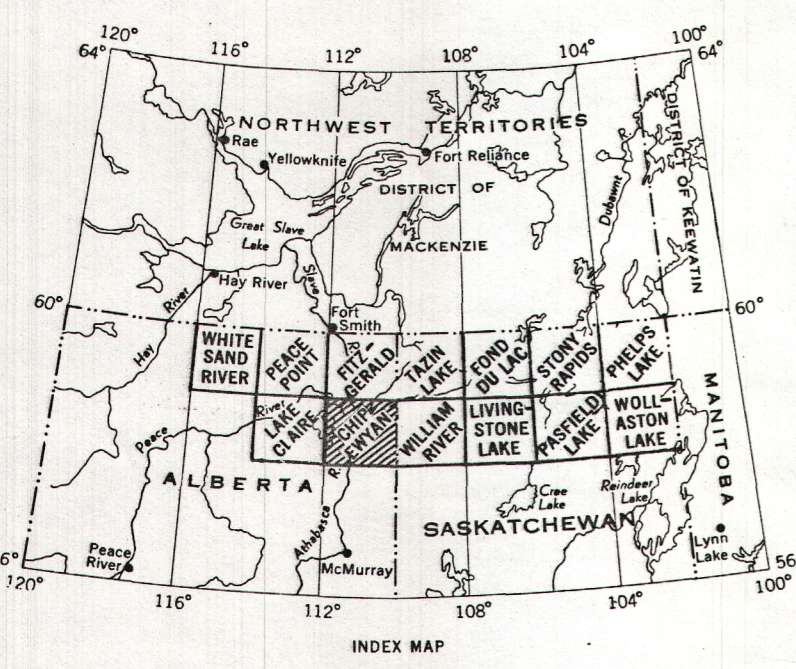 120°
116°
112°
108°
104°
100°
64°
64°
NORTHWEST TERRITORIES
Rae
Yellowknife
Fort Reliance
DISTRICT OF
MACKENZIE
DISTRICT OF KEEWATIN
Dubawnt
R.
Great Slave
Lake
Slave
Hay River
River
Hay
Fort
Smith
R.
60°
60°
WHITE
SAND
RIVER
PEACE
POINT
FITZ-
GERALD
TAZIN
LAKE
FOND
DU LAC
STONY
RAPIDS
PHELPS
LAKE
River
Peace
LAKE
CLAIRE
CHIP-
EWYAN
WILLIAM
RIVER
LIVING-
STONE
LAKE
PASFIELD
LAKE
WOLL-
ASTON
LAKE
MANITOBA
ALBERTA
R.
Athabasca
Cree
Lake
Reindeer
Lake
SASKATCHEWAN
Lynn
Lake
Peace
River
McMurray
6°
56
120°
116°
112°
108°
104°
100°
INDEX MAP